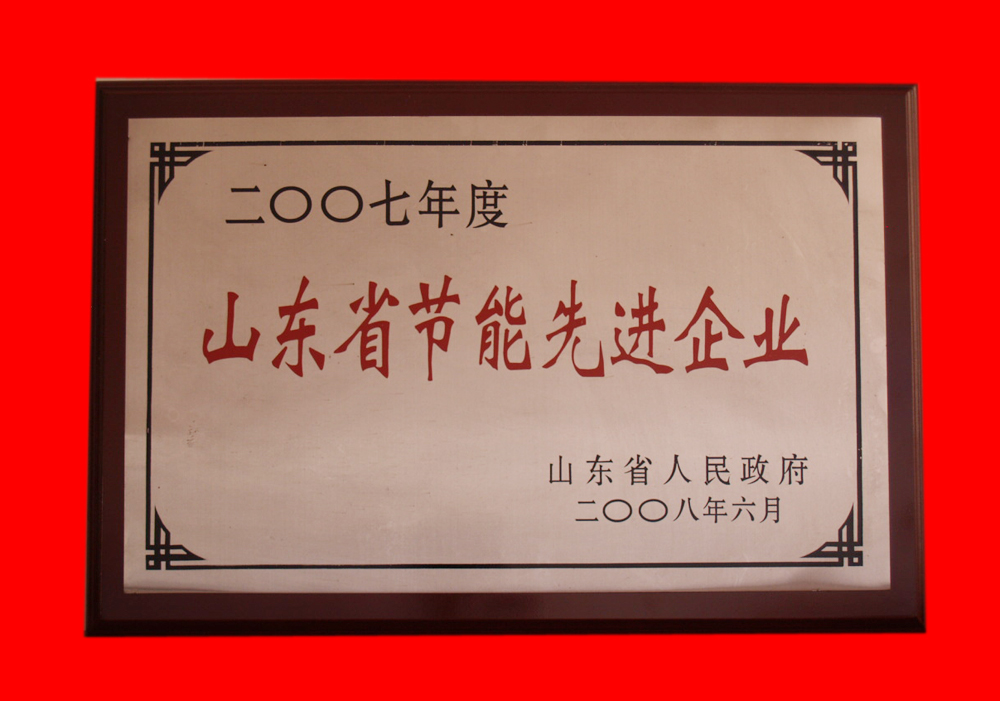 二〇〇七年度
山东省节能先进企业
山东省人民政府
二〇〇八年六月